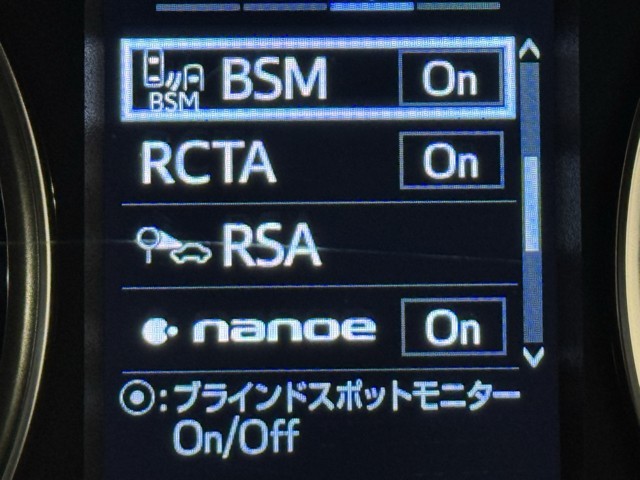 BSM BSM On
RCTA On
RSA
nanoe On
⦿:ブラインドスポットモニター
On/Off